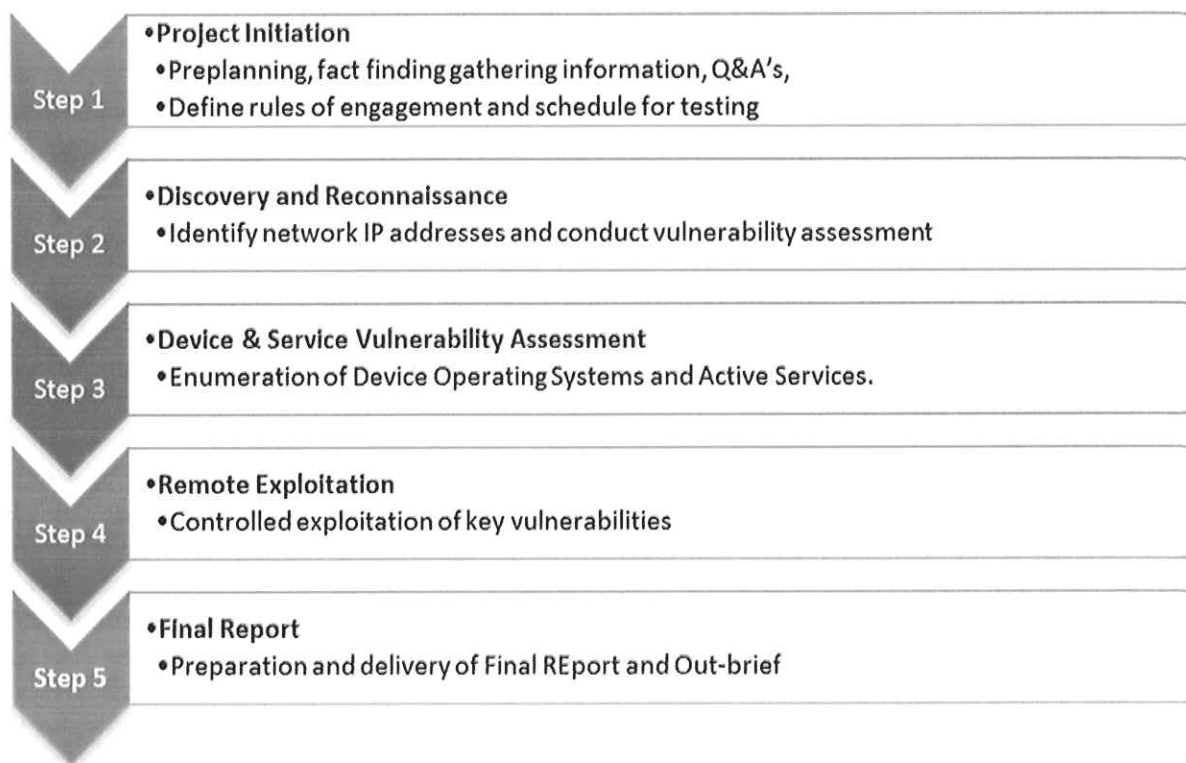 Step 1
•Project Initiation
•Preplanning, fact finding gathering information, Q&A's,
•Define rules of engagement and schedule for testing
Step 2
•Discovery and Reconnaissance
•Identify network IP addresses and conduct vulnerability assessment
Step 3
•Device & Service Vulnerability Assessment
•Enumeration of Device Operating Systems and Active Services.
Step 4
•Remote Exploitation
•Controlled exploitation of key vulnerabilities
Step 5
•Final Report
•Preparation and delivery of Final REport and Out-brief